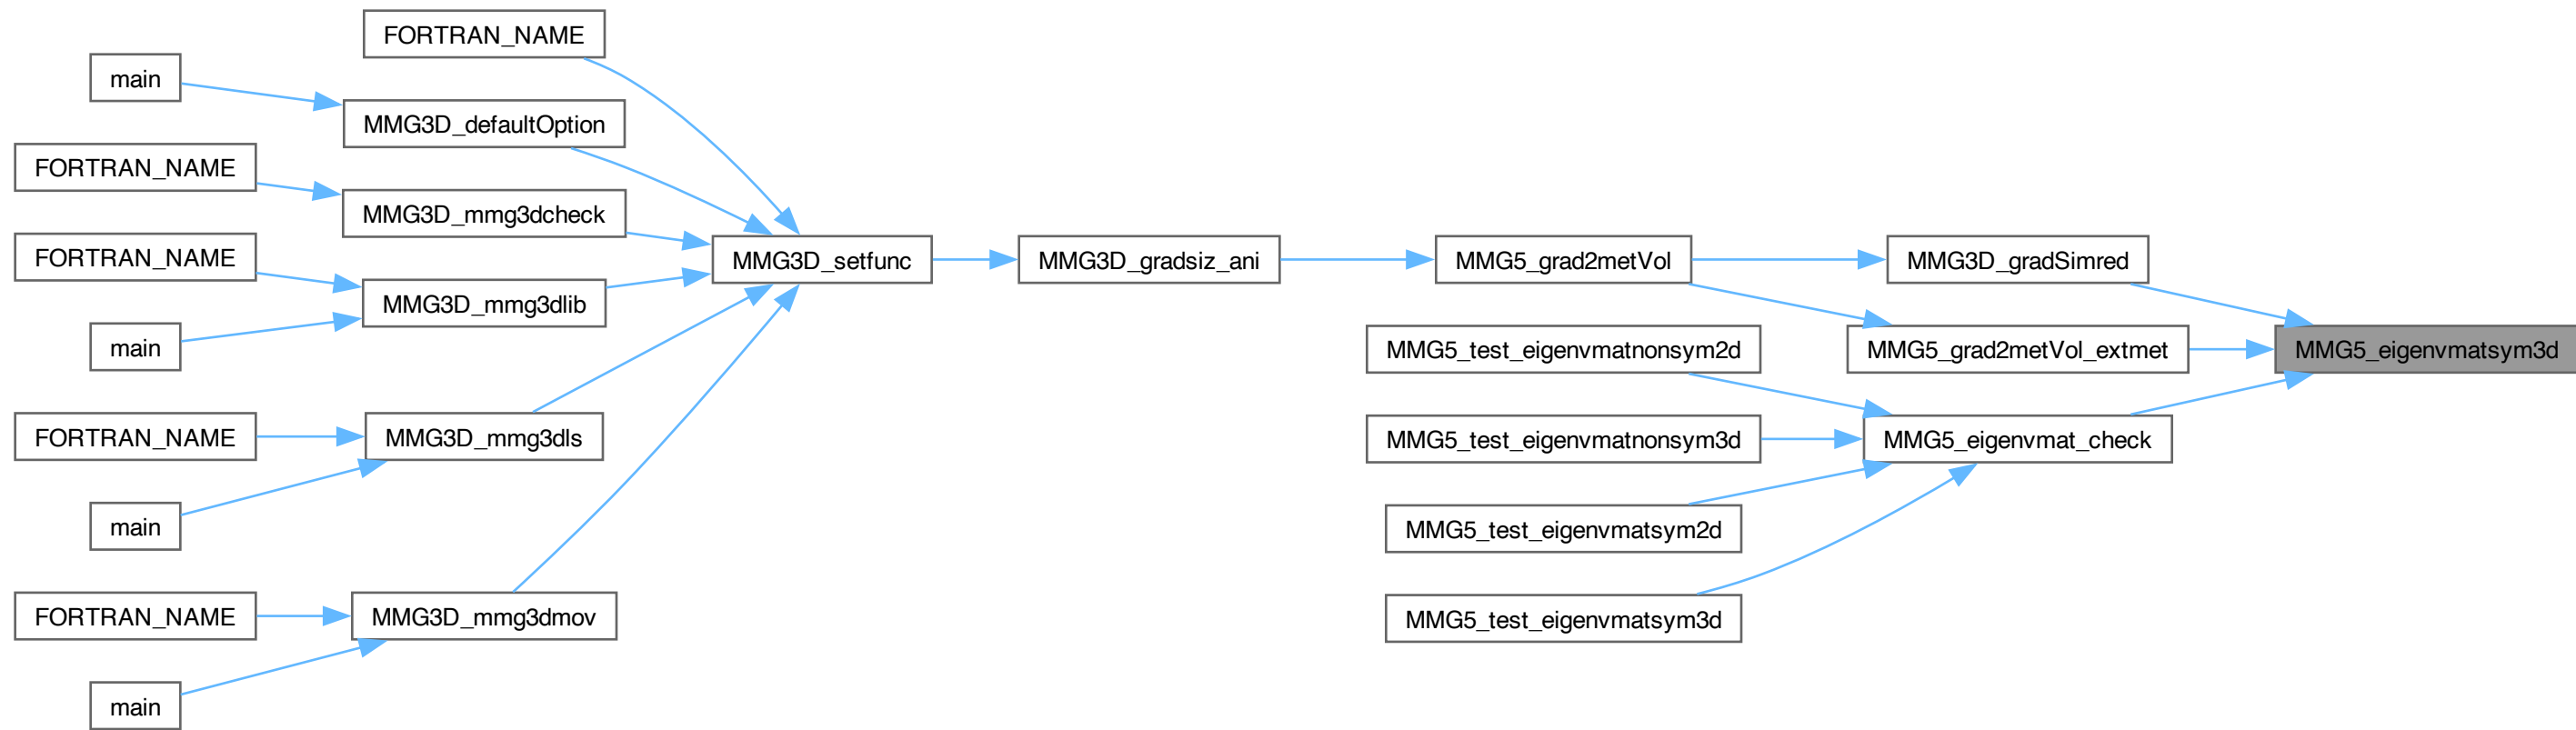 FORTRAN_NAME
main
MMG3D_defaultOption
FORTRAN_NAME
MMG3D_mmg3dcheck
FORTRAN_NAME
MMG3D_mmg3dlib
main
FORTRAN_NAME
MMG3D_mmg3dls
main
FORTRAN_NAME
MMG3D_mmg3dmov
main
MMG3D_setfunc
MMG3D_gradsiz_ani
MMG5_grad2metVol
MMG3D_gradSimred
MMG5_test_eigenvmatnonsym2d
MMG5_grad2metVol_extmet
MMG5_eigenvmatsym3d
MMG5_test_eigenvmatnonsym3d
MMG5_eigenvmat_check
MMG5_test_eigenvmatsym2d
MMG5_test_eigenvmatsym3d